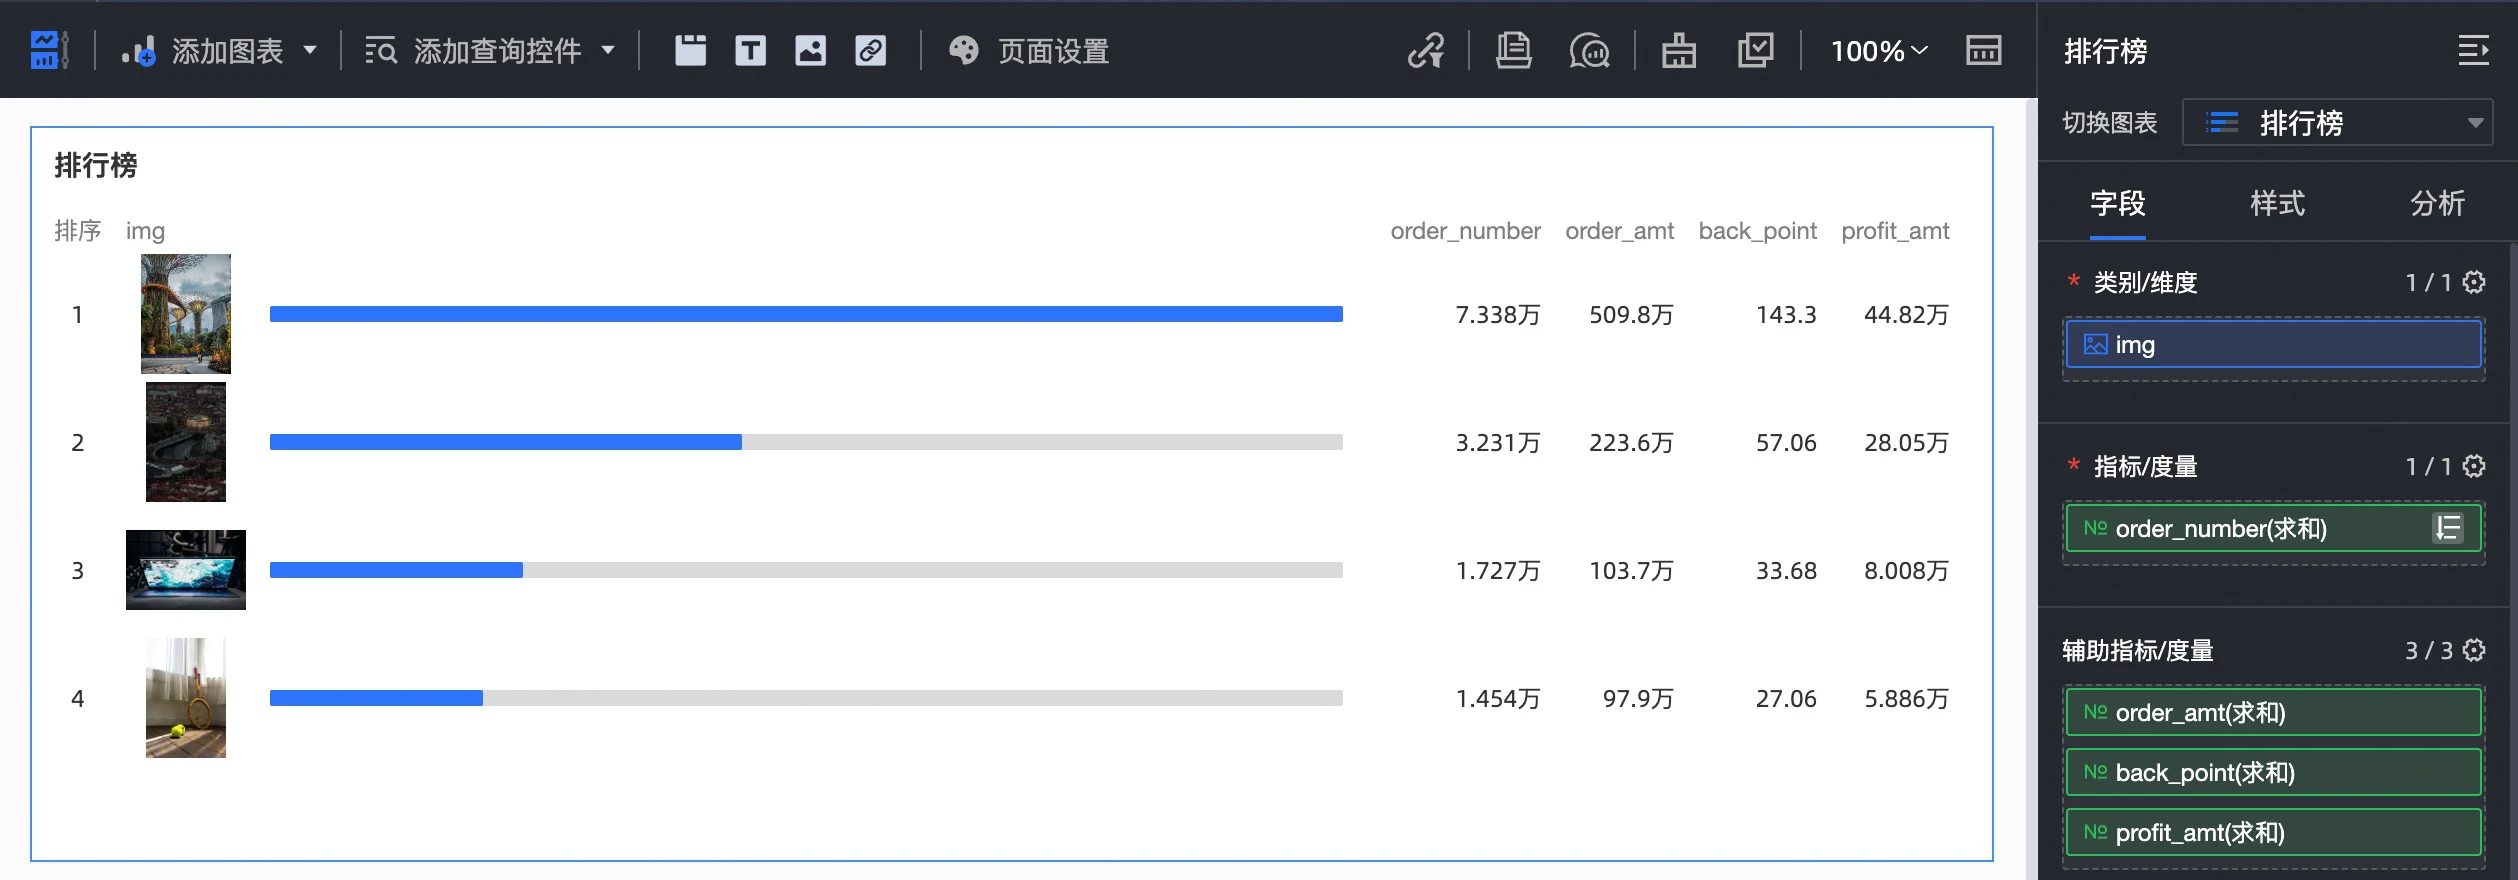 添加图表 添加查询控件 页面设置 100% 排行榜
切换图表 排行榜
排行榜
字段 样式 分析
排序 img order_number order_amt back_point profit_amt
1 7.338万 509.8万 143.3 44.82万
2 3.231万 223.6万 57.06 28.05万
3 1.727万 103.7万 33.68 8.008万
4 1.454万 97.9万 27.06 5.886万
* 类别/维度 1 / 1
img
* 指标/度量 1 / 1
№ order_number(求和)
辅助指标/度量 3 / 3
№ order_amt(求和)
№ back_point(求和)
№ profit_amt(求和)